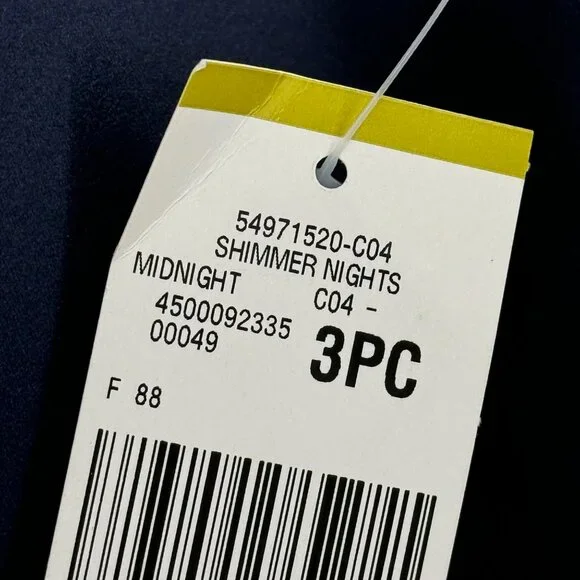 54971520-C04
SHIMMER NIGHTS
MIDNIGHT C04 -
4500092335
00049
3PC
F 88